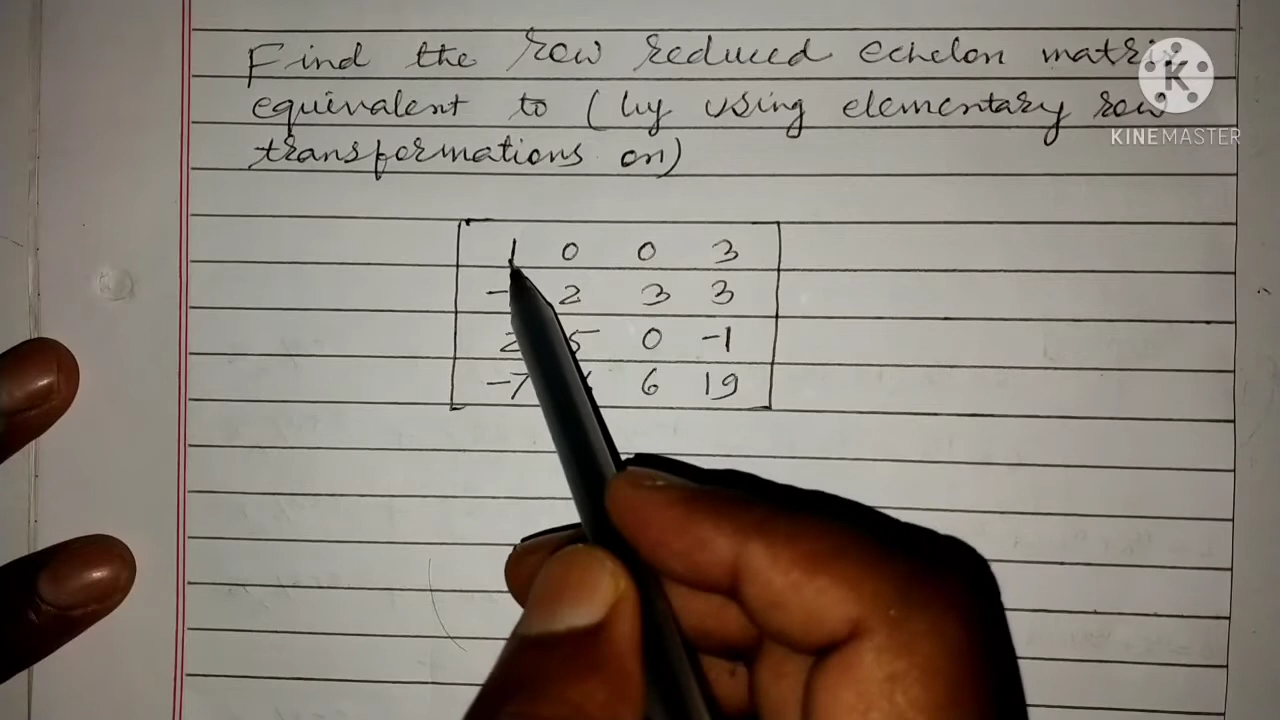 Find the row reduced echelon matrix
equivalent to (by using elementary row
transformations on)
K
KINEMASTER
1 0 0 3
2 3 3
0 -1
-7 6 19